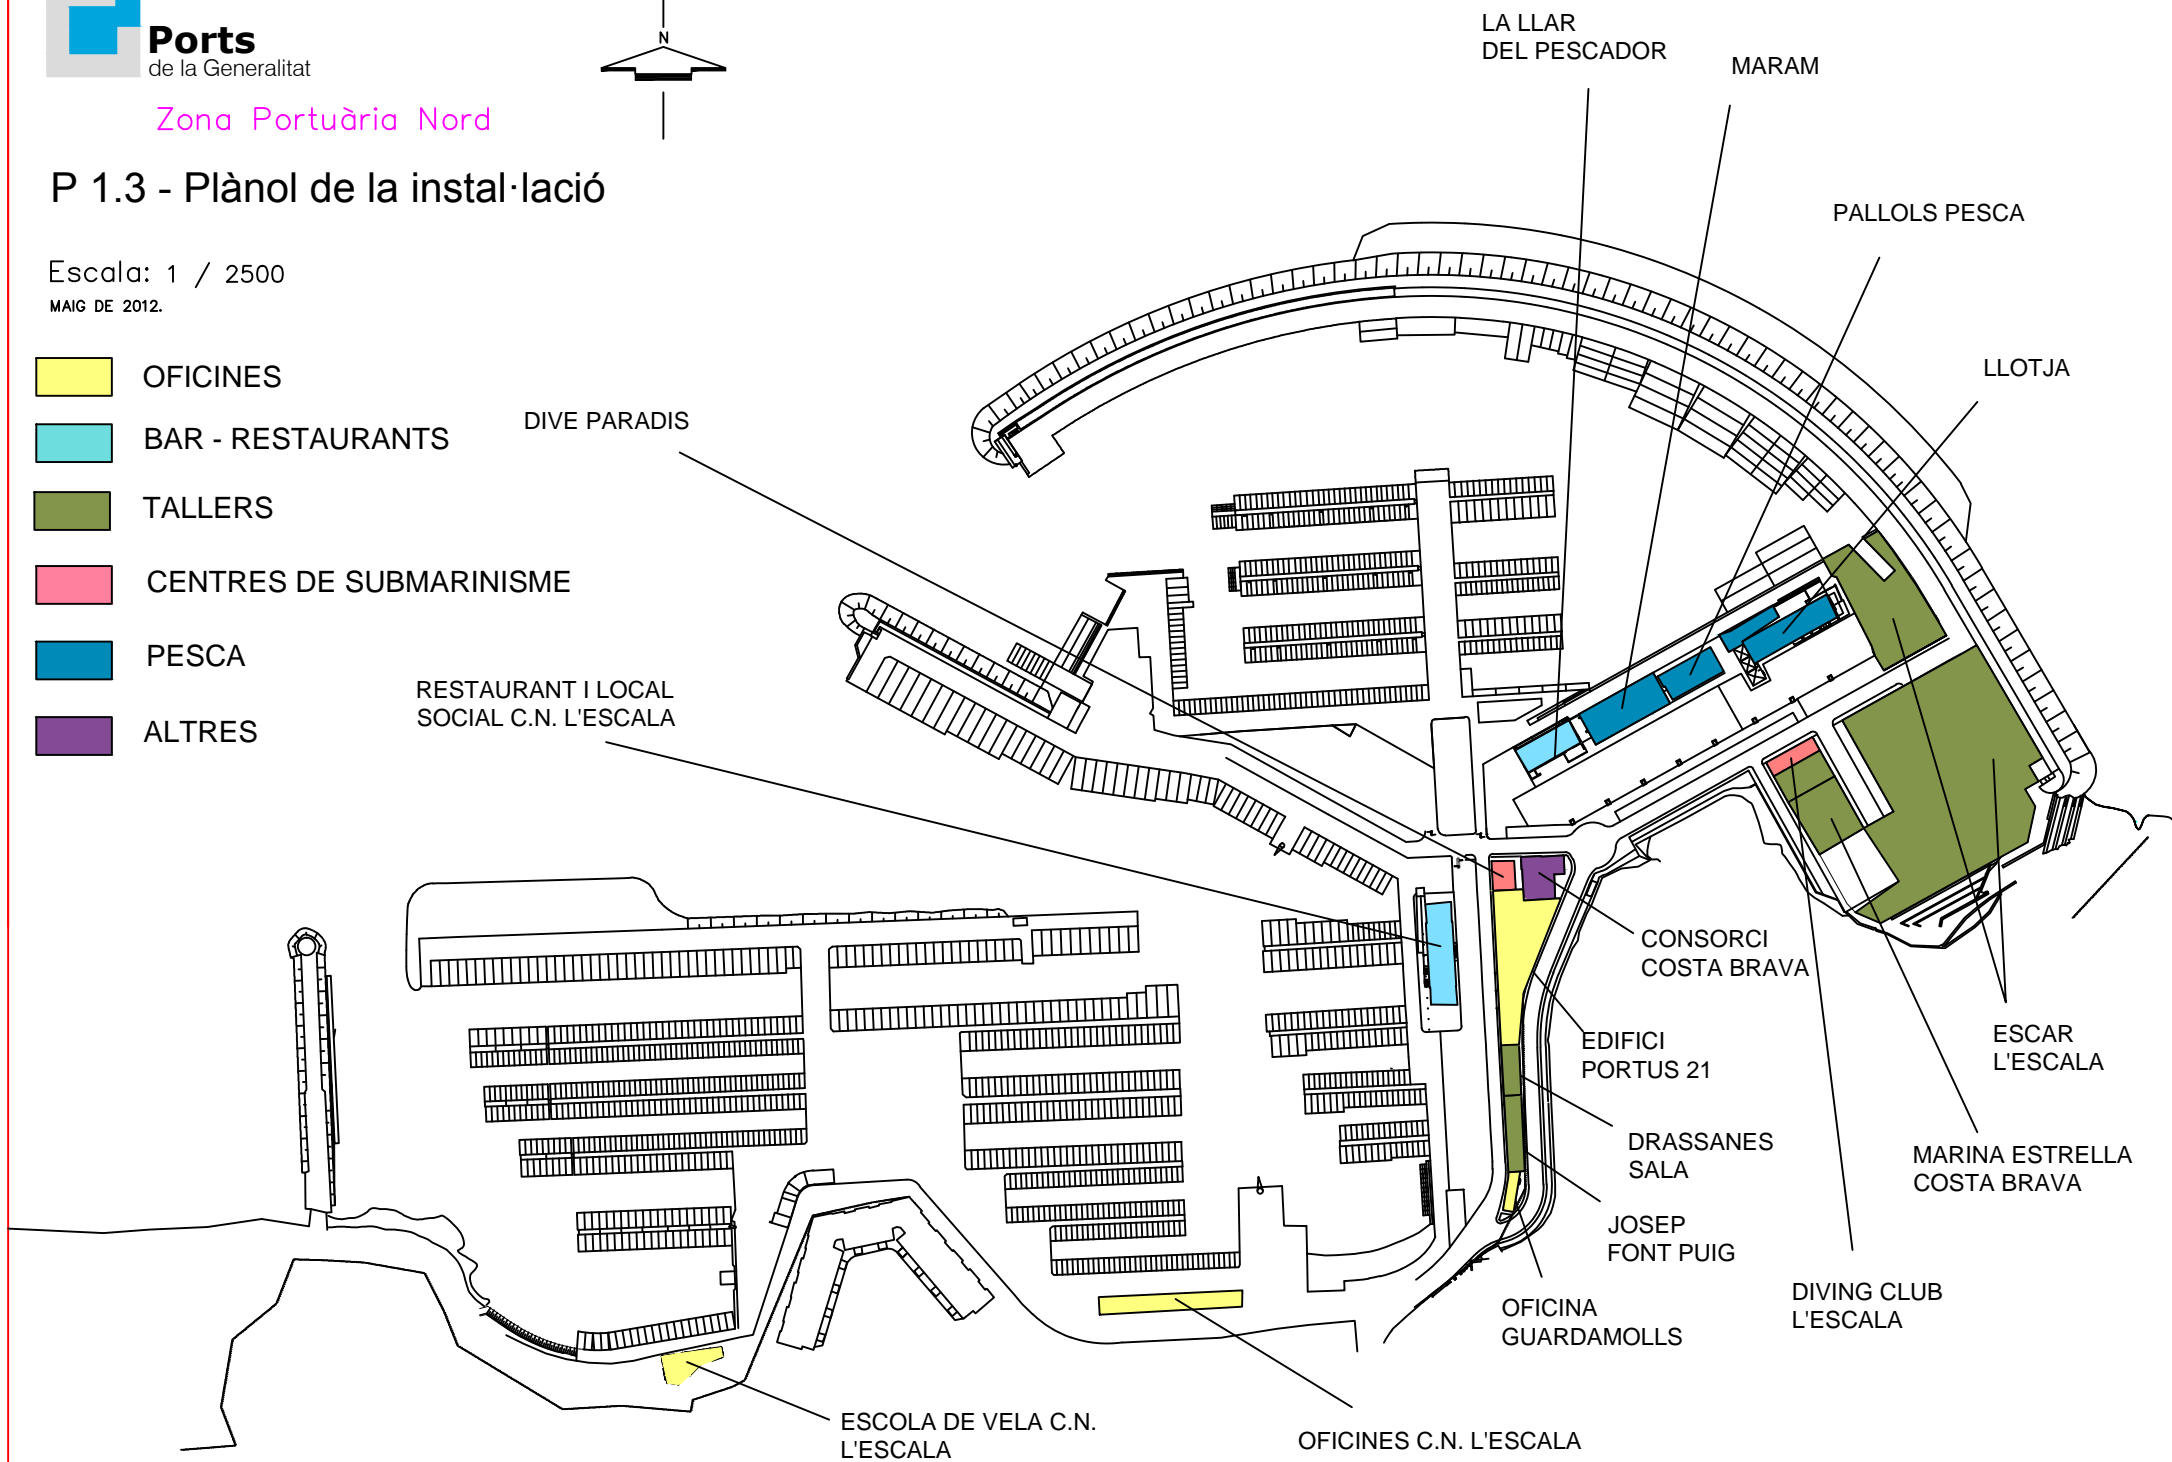 Ports
de la Generalitat
Zona Portuària Nord
N
P 1.3 - Plànol de la instal·lació
Escala: 1 / 2500
MAIG DE 2012.
OFICINES
BAR - RESTAURANTS
TALLERS
CENTRES DE SUBMARINISME
PESCA
ALTRES
LA LLAR
DEL PESCADOR
MARAM
PALLOLS PESCA
LLOTJA
DIVE PARADIS
RESTAURANT I LOCAL
SOCIAL C.N. L'ESCALA
CONSORCI
COSTA BRAVA
EDIFICI
PORTUS 21
ESCAR
L'ESCALA
DRASSANES
SALA
MARINA ESTRELLA
COSTA BRAVA
JOSEP
FONT PUIG
DIVING CLUB
L'ESCALA
OFICINA
GUARDAMOLLS
ESCOLA DE VELA C.N.
L'ESCALA
OFICINES C.N. L'ESCALA